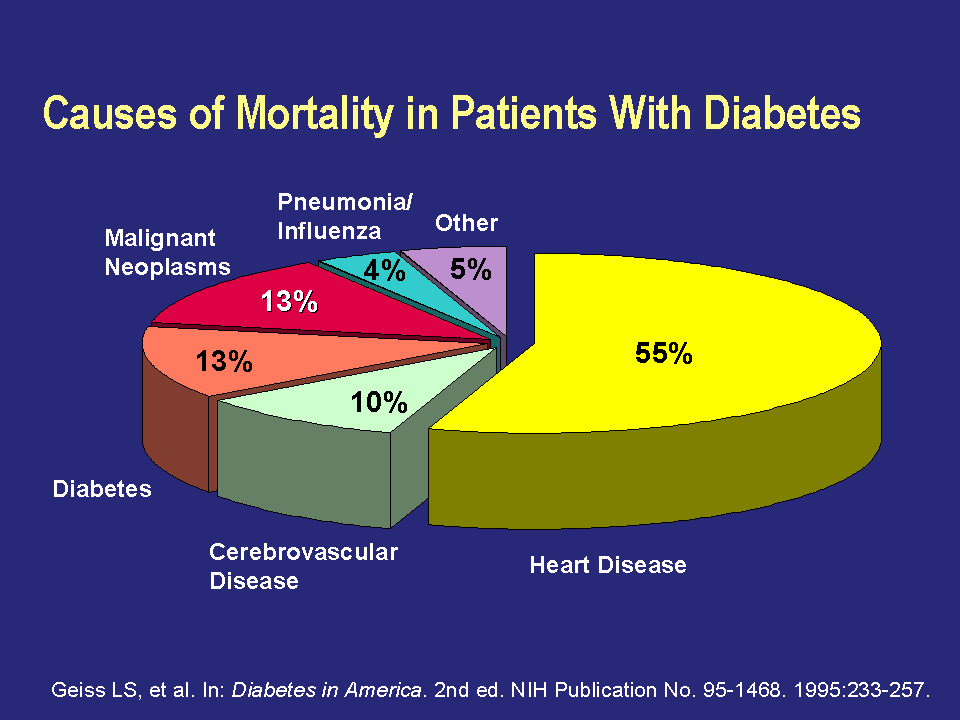 Causes of Mortality in Patients With Diabetes
Pneumonia/
Influenza
Other
Malignant
Neoplasms
4%
5%
13%
55%
13%
10%
Diabetes
Cerebrovascular
Disease
Heart Disease
Geiss LS, et al. In: Diabetes in America. 2nd ed. NIH Publication No. 95-1468. 1995:233-257.